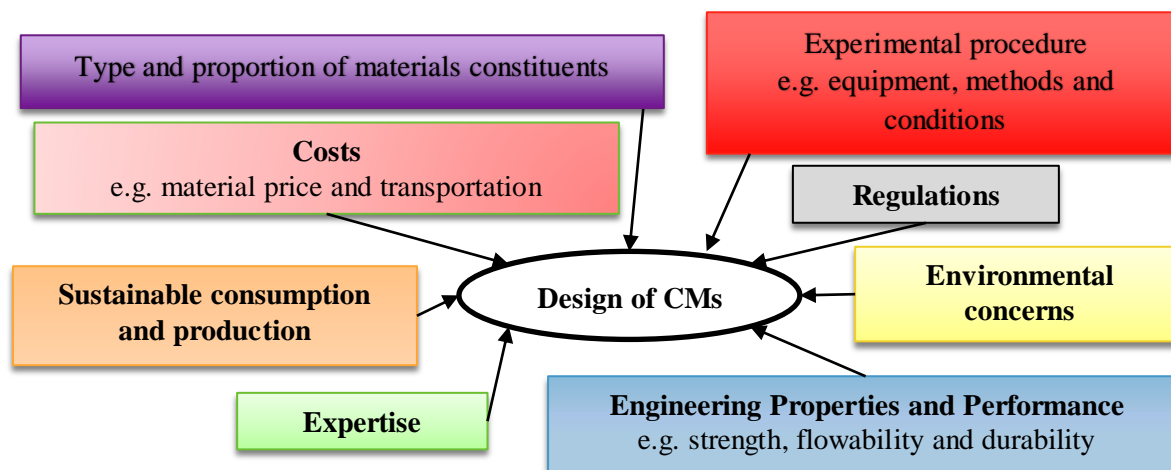 Type and proportion of materials constituents
Experimental procedure
e.g. equipment, methods and
conditions
Costs
e.g. material price and transportation
Regulations
Sustainable consumption
and production
Design of CMs
Environmental
concerns
Expertise
Engineering Properties and Performance
e.g. strength, flowability and durability